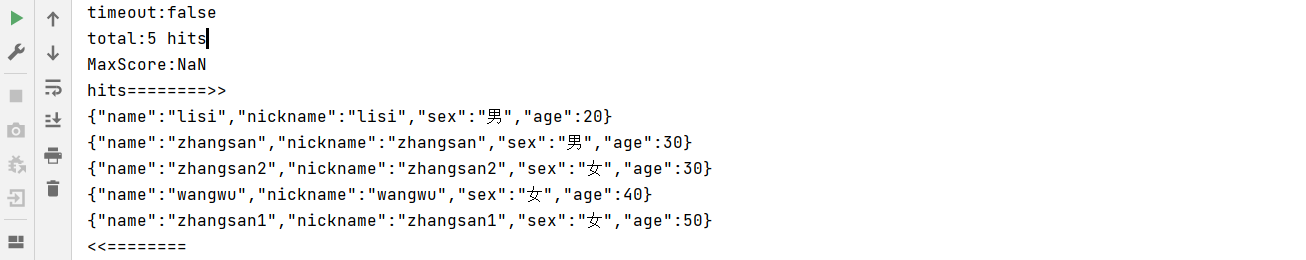 timeout:false
total:5 hits
MaxScore:NaN
hits========>>
{"name":"lisi","nickname":"lisi","sex":"男","age":20}
{"name":"zhangsan","nickname":"zhangsan","sex":"男","age":30}
{"name":"zhangsan2","nickname":"zhangsan2","sex":"女","age":30}
{"name":"wangwu","nickname":"wangwu","sex":"女","age":40}
{"name":"zhangsan1","nickname":"zhangsan1","sex":"女","age":50}
<<========